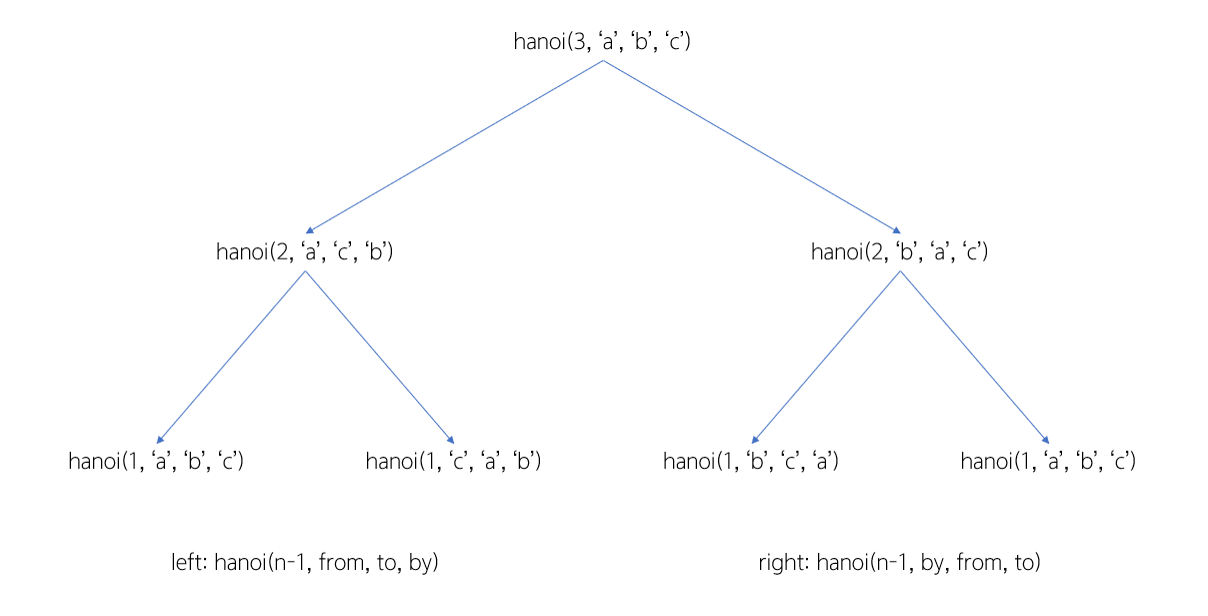 hanoi(3, ‘a’, ‘b’, ‘c’)
hanoi(2, ‘a’, ‘c’, ‘b’)
hanoi(2, ‘b’, ‘a’, ‘c’)
hanoi(1, ‘a’, ‘b’, ‘c’)
hanoi(1, ‘c’, ‘a’, ‘b’)
hanoi(1, ‘b’, ‘c’, ‘a’)
hanoi(1, ‘a’, ‘b’, ‘c’)
left: hanoi(n-1, from, to, by)
right: hanoi(n-1, by, from, to)